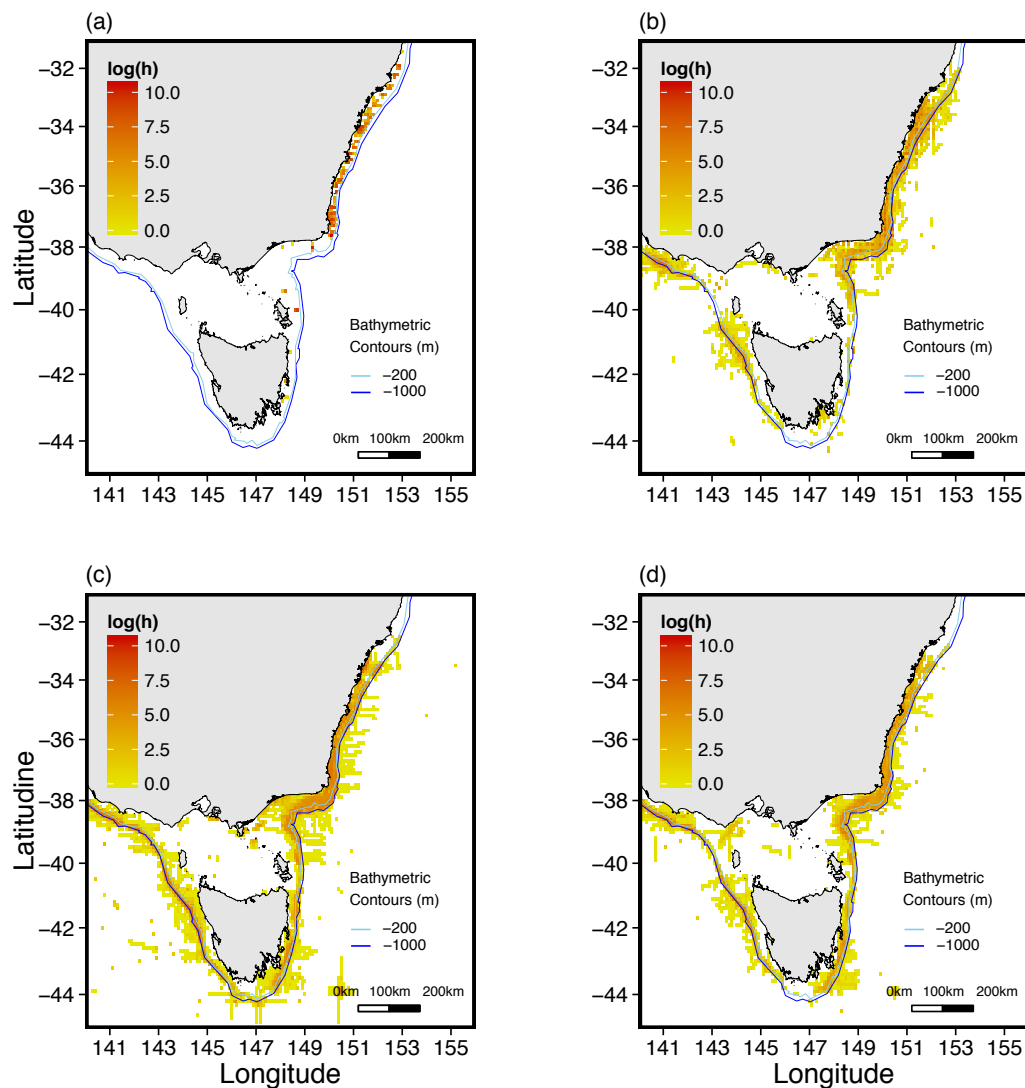 (a)
(b)
log(h)
10.0
7.5
5.0
2.5
0.0
Bathymetric
Contours (m)
−200
−1000
0km 100km 200km
−32
−34
−36
−38
−40
−42
−44
141 143 145 147 149 151 153 155
Latitude
log(h)
10.0
7.5
5.0
2.5
0.0
Bathymetric
Contours (m)
−200
−1000
0km 100km 200km
−32
−34
−36
−38
−40
−42
−44
141 143 145 147 149 151 153 155
(c)
(d)
log(h)
10.0
7.5
5.0
2.5
0.0
Bathymetric
Contours (m)
−200
−1000
0km 100km 200km
−32
−34
−36
−38
−40
−42
−44
141 143 145 147 149 151 153 155
Latitudine
Longitude
log(h)
10.0
7.5
5.0
2.5
0.0
Bathymetric
Contours (m)
−200
−1000
0km 100km 200km
−32
−34
−36
−38
−40
−42
−44
141 143 145 147 149 151 153 155
Longitude